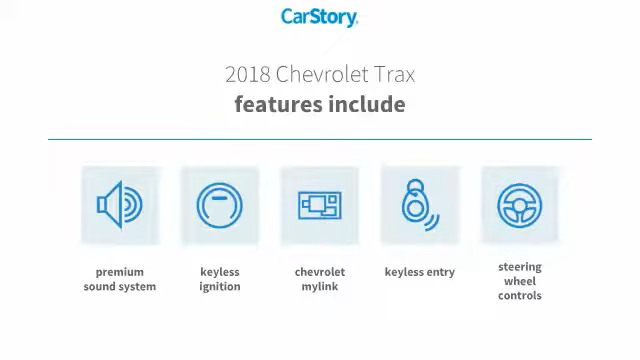 CarStory.
2018 Chevrolet Trax
features include
premium
sound system
keyless
ignition
chevrolet
mylink
keyless entry
steering
wheel
controls